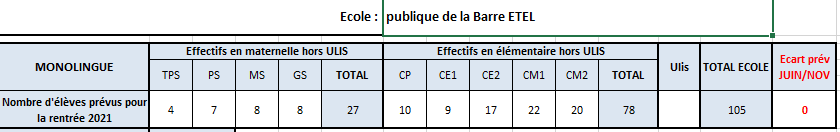 Ecole : publique de la Barre ETEL
MONOLINGUE Effectifs en maternelle hors ULIS Effectifs en élémentaire hors ULIS Ulis TOTAL ECOLE Ecart prév JUIN/NOV
TPS PS MS GS TOTAL CP CE1 CE2 CM1 CM2 TOTAL
Nombre d'élèves prévus pour la rentrée 2021 4 7 8 8 27 10 9 17 22 20 78 105 0